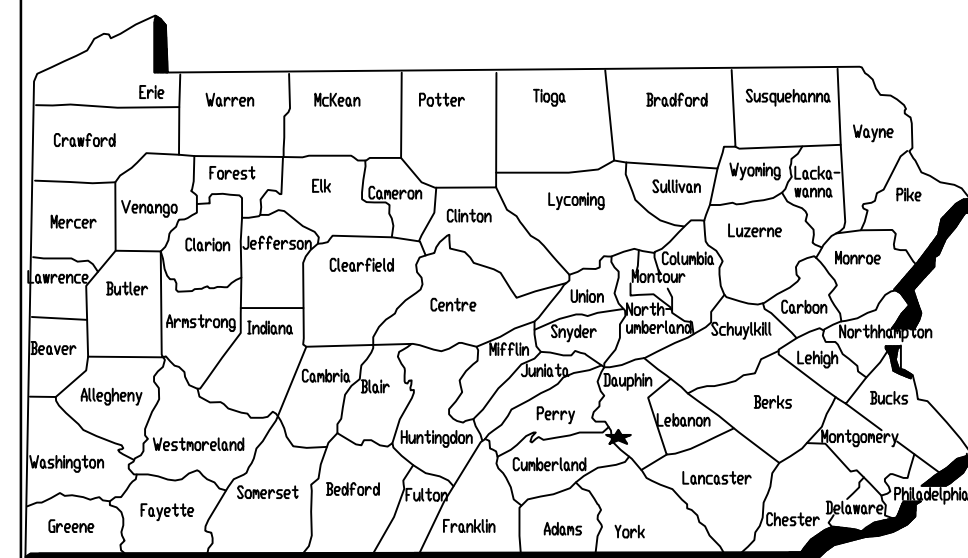 Erie
Warren
McKean
Potter
Tioga
Bradford
Susquehanna
Wayne
Crawford
Forest
Elk
Cameron
Sullivan
Wyoming
Lacka-
wanna
Pike
Mercer
Venango
Clarion
Jefferson
Clinton
Lycoming
Luzerne
Columbia
Monroe
Lawrence
Butler
Clearfield
Centre
Union
Montour
Carbon
Armstrong
Indiana
Snyder
North-
umberland
Schuylkill
Northhampton
Beaver
Mifflin
Lehigh
Allegheny
Cambria
Blair
Juniata
Dauphin
Berks
Bucks
Westmoreland
Huntingdon
Perry
Lebanon
Montgomery
Washington
Cumberland
Lancaster
Somerset
Bedford
Fulton
Philadelphia
Greene
Fayette
Franklin
Adams
York
Chester
Delaware